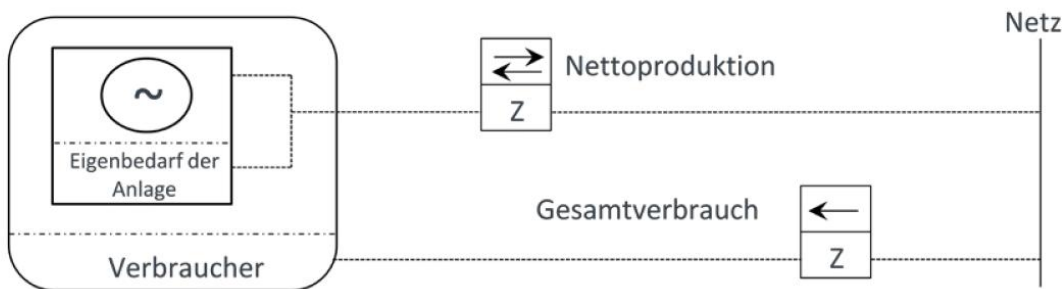 Netz
Nettoproduktion
Z
~
Eigenbedarf der
Anlage
Gesamtverbrauch
Z
Verbraucher